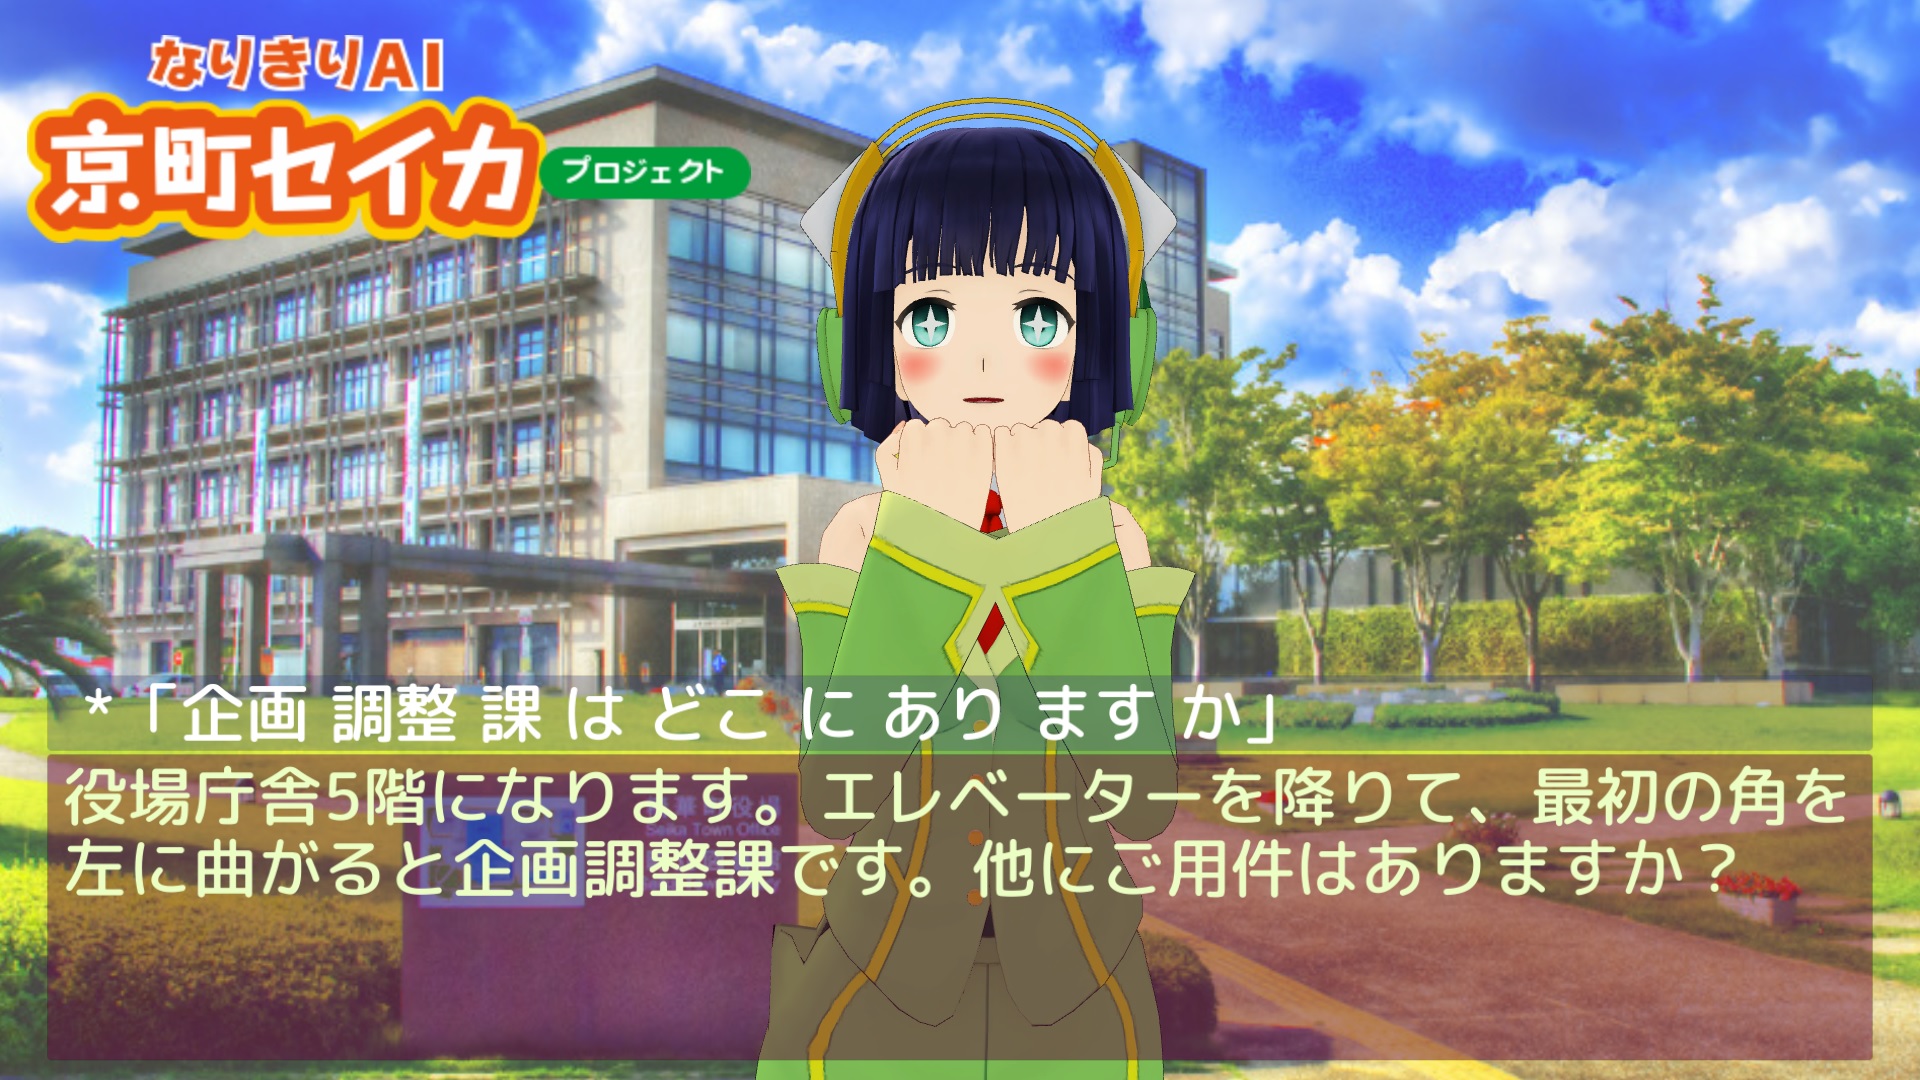 なりきりAI
京町セイカ
プロジェクト
*「企画 調整 課 は どこ に あり ます か」
役場庁舎5階になります。エレベーターを降りて、最初の角を
左に曲がると企画調整課です。他にご用件はありますか?
Seika Town Office